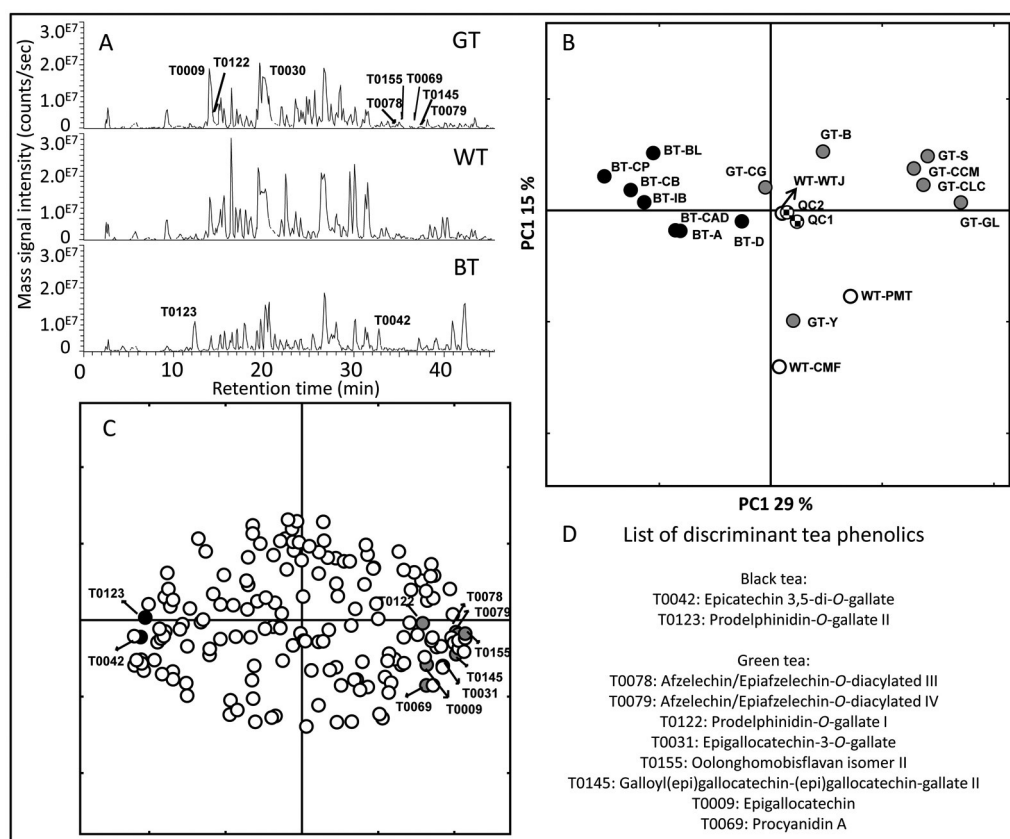 A
GT
Mass signal intensity (counts/sec)
3.0E7
2.0E7
1.0E7
0
T0009
T0122
T0030
T0155
T0069
T0078
T0145
T0079
WT
3.0E7
2.0E7
1.0E7
0
BT
3.0E7
2.0E7
1.0E7
0
T0123
T0042
0 10 20 30 40
Retention time (min)
B
PC1 15 %
BT-BL
BT-CP
BT-CB
BT-IB
BT-CAD
BT-A
BT-D
GT-CG
GT-B
WT-WTJ
QC2
QC1
GT-S
GT-CCM
GT-CLC
GT-GL
WT-PMT
GT-Y
WT-CMF
PC1 29 %
C
T0123
T0042
T0122
T0078
T0079
T0155
T0145
T0031
T0009
T0069
D List of discriminant tea phenolics
Black tea:
T0042: Epicatechin 3,5-di-O-gallate
T0123: Prodelphinidin-O-gallate II
Green tea:
T0078: Afzelechin/Epiafzelechin-O-diacylated III
T0079: Afzelechin/Epiafzelechin-O-diacylated IV
T0122: Prodelphinidin-O-gallate I
T0031: Epigallocatechin-3-O-gallate
T0155: Oolonghomobisflavan isomer II
T0145: Galloyl(epi)gallocatechin-(epi)gallocatechin-gallate II
T0009: Epigallocatechin
T0069: Procyanidin A